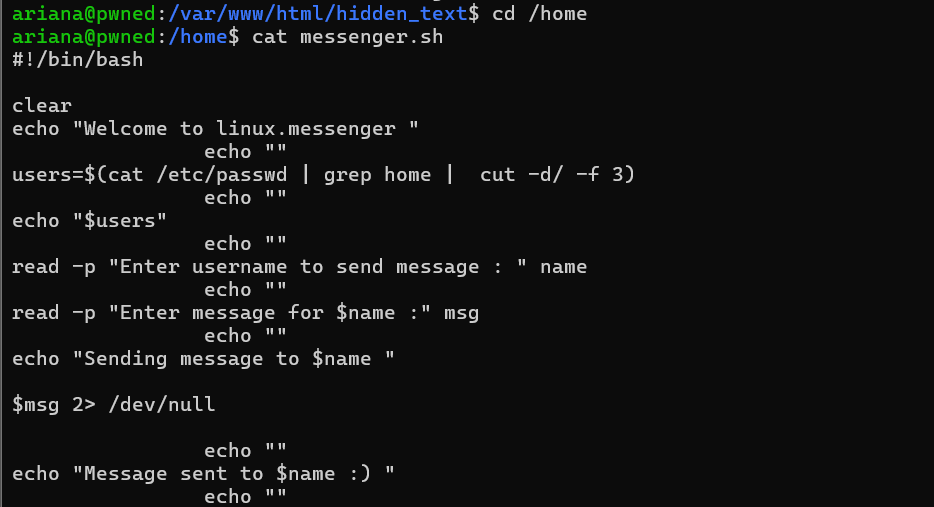 ariana@pwned:/var/www/html/hidden_text$ cd /home
ariana@pwned:/home$ cat messenger.sh
#!/bin/bash
clear
echo "Welcome to linux.messenger "
echo ""
users=$(cat /etc/passwd | grep home |  cut -d/ -f 3)
echo ""
echo "$users"
echo ""
read -p "Enter username to send message : " name
echo ""
read -p "Enter message for $name :" msg
echo ""
echo "Sending message to $name "
$msg 2> /dev/null
echo ""
echo "Message sent to $name :) "
echo ""